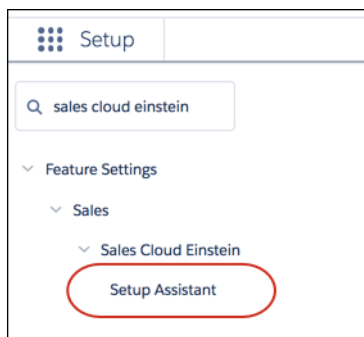 Setup
sales cloud einstein
Feature Settings
Sales
Sales Cloud Einstein
Setup Assistant